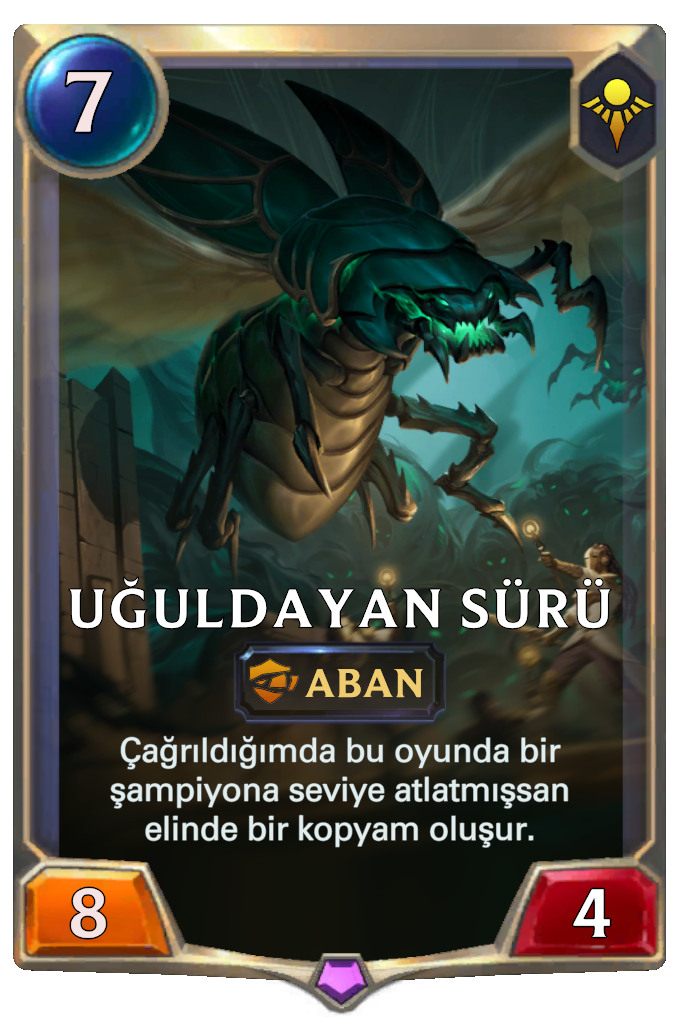 7
UĞULDAYAN SÜRÜ
ABAN
Çağrıldığımda bu oyunda bir
şampiyona seviye atlatmışsan
elinde bir kopyam oluşur.
8
4